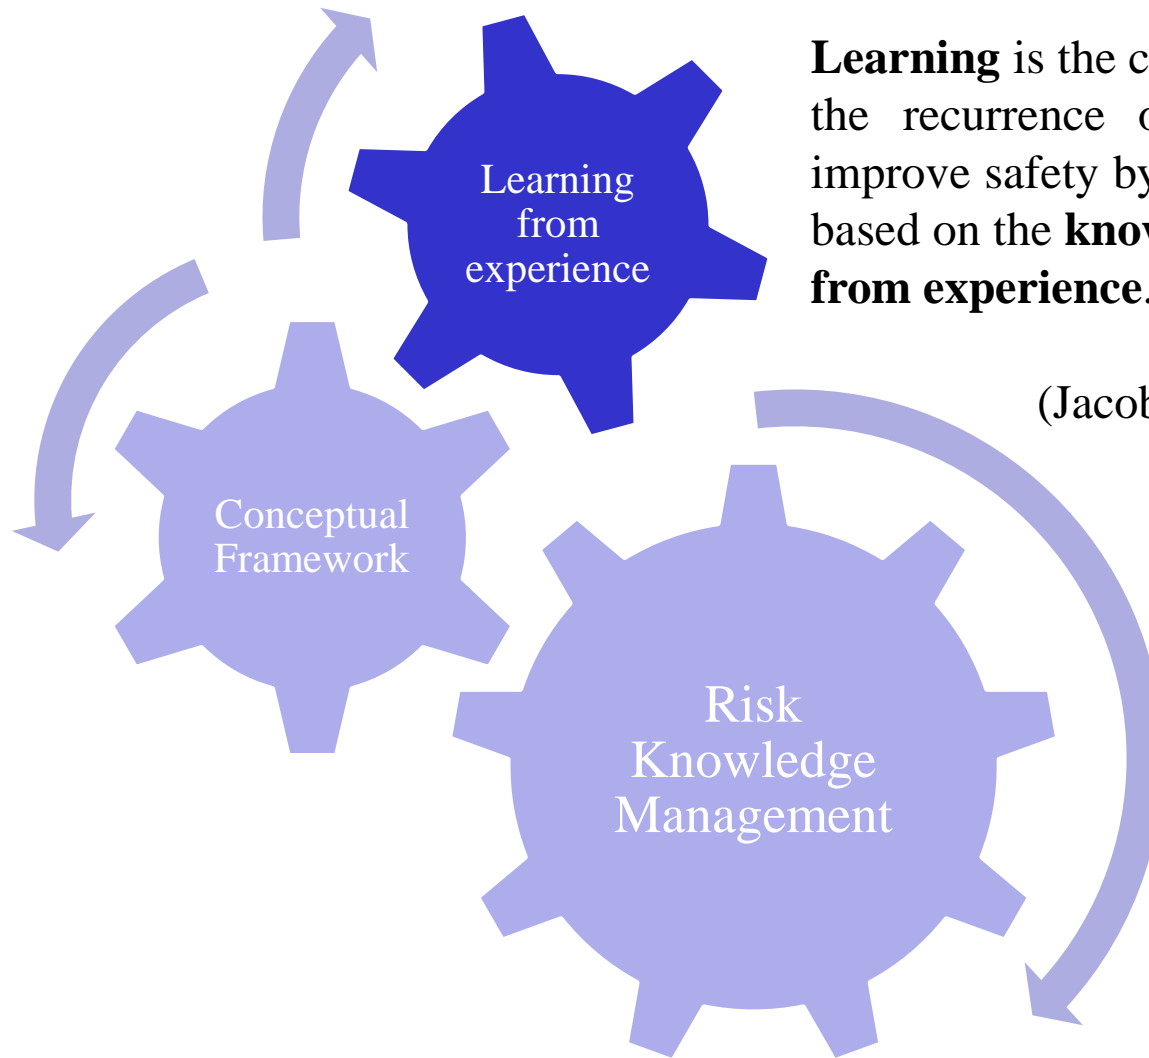 Learning is the
the recurrence
improve safety by
based on the
from experience.
(Jacob
Learning
from
experience
Conceptual
Framework
Risk
Knowledge
Management